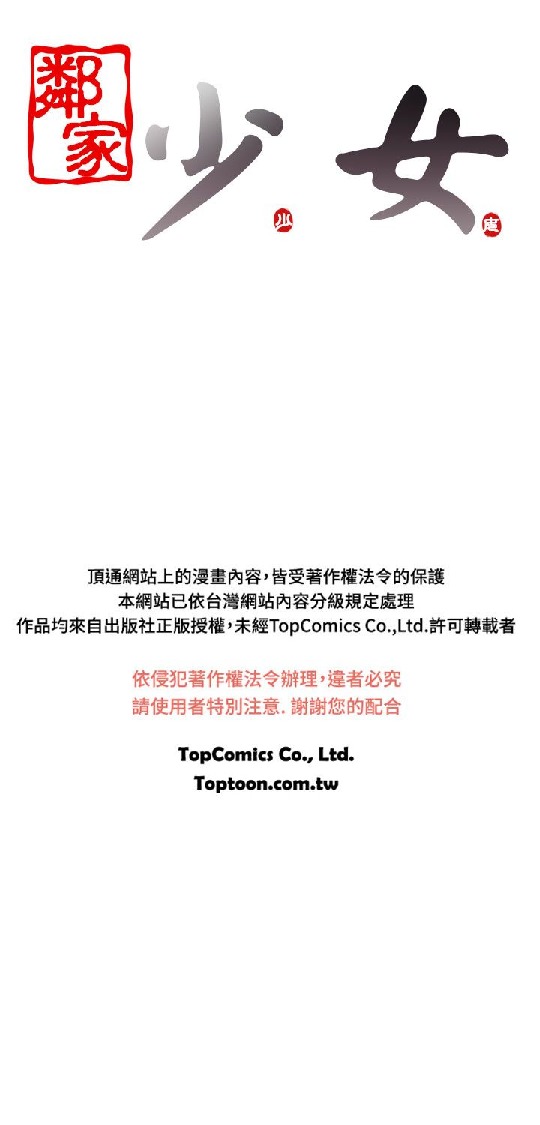 鄰家
少女
頂通網站上的漫畫內容，皆受著作權法令的保護
本網站已依台灣網站內容分級規定處理
作品均來自出版社正版授權，未經TopComics Co.,Ltd.許可轉載者
依侵犯著作權法令辦理，違者必究
請使用者特別注意. 謝謝您的配合
TopComics Co., Ltd.
Toptoon.com.tw